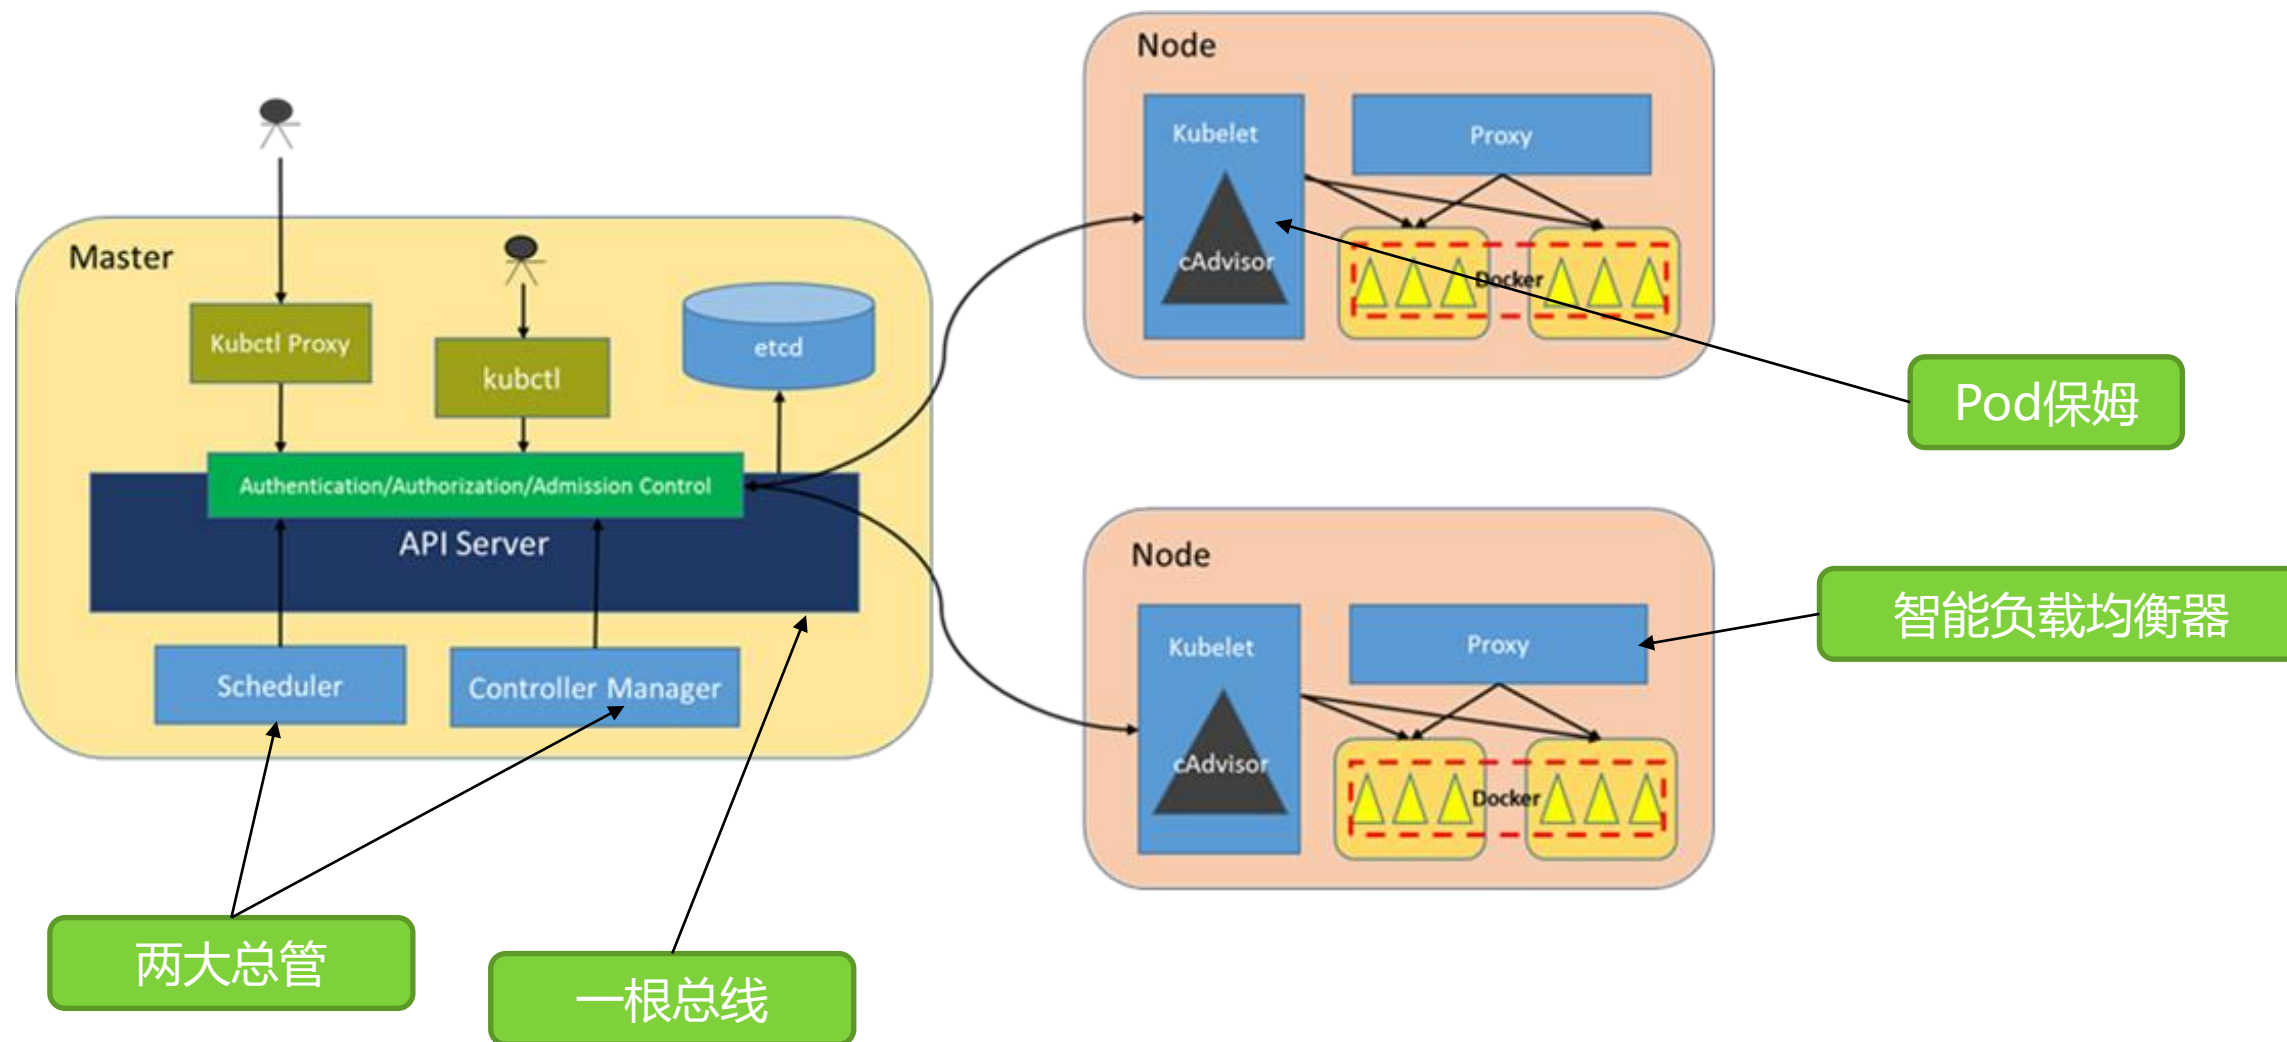 Master
Kubctl Proxy
kubctl
etcd
Authentication/Authorization/Admission Control
API Server
Scheduler
Controller Manager
两大总管
一根总线
Node
Kubelet
Proxy
cAdvisor
Docker
Pod保姆
Node
Kubelet
Proxy
cAdvisor
Docker
智能负载均衡器